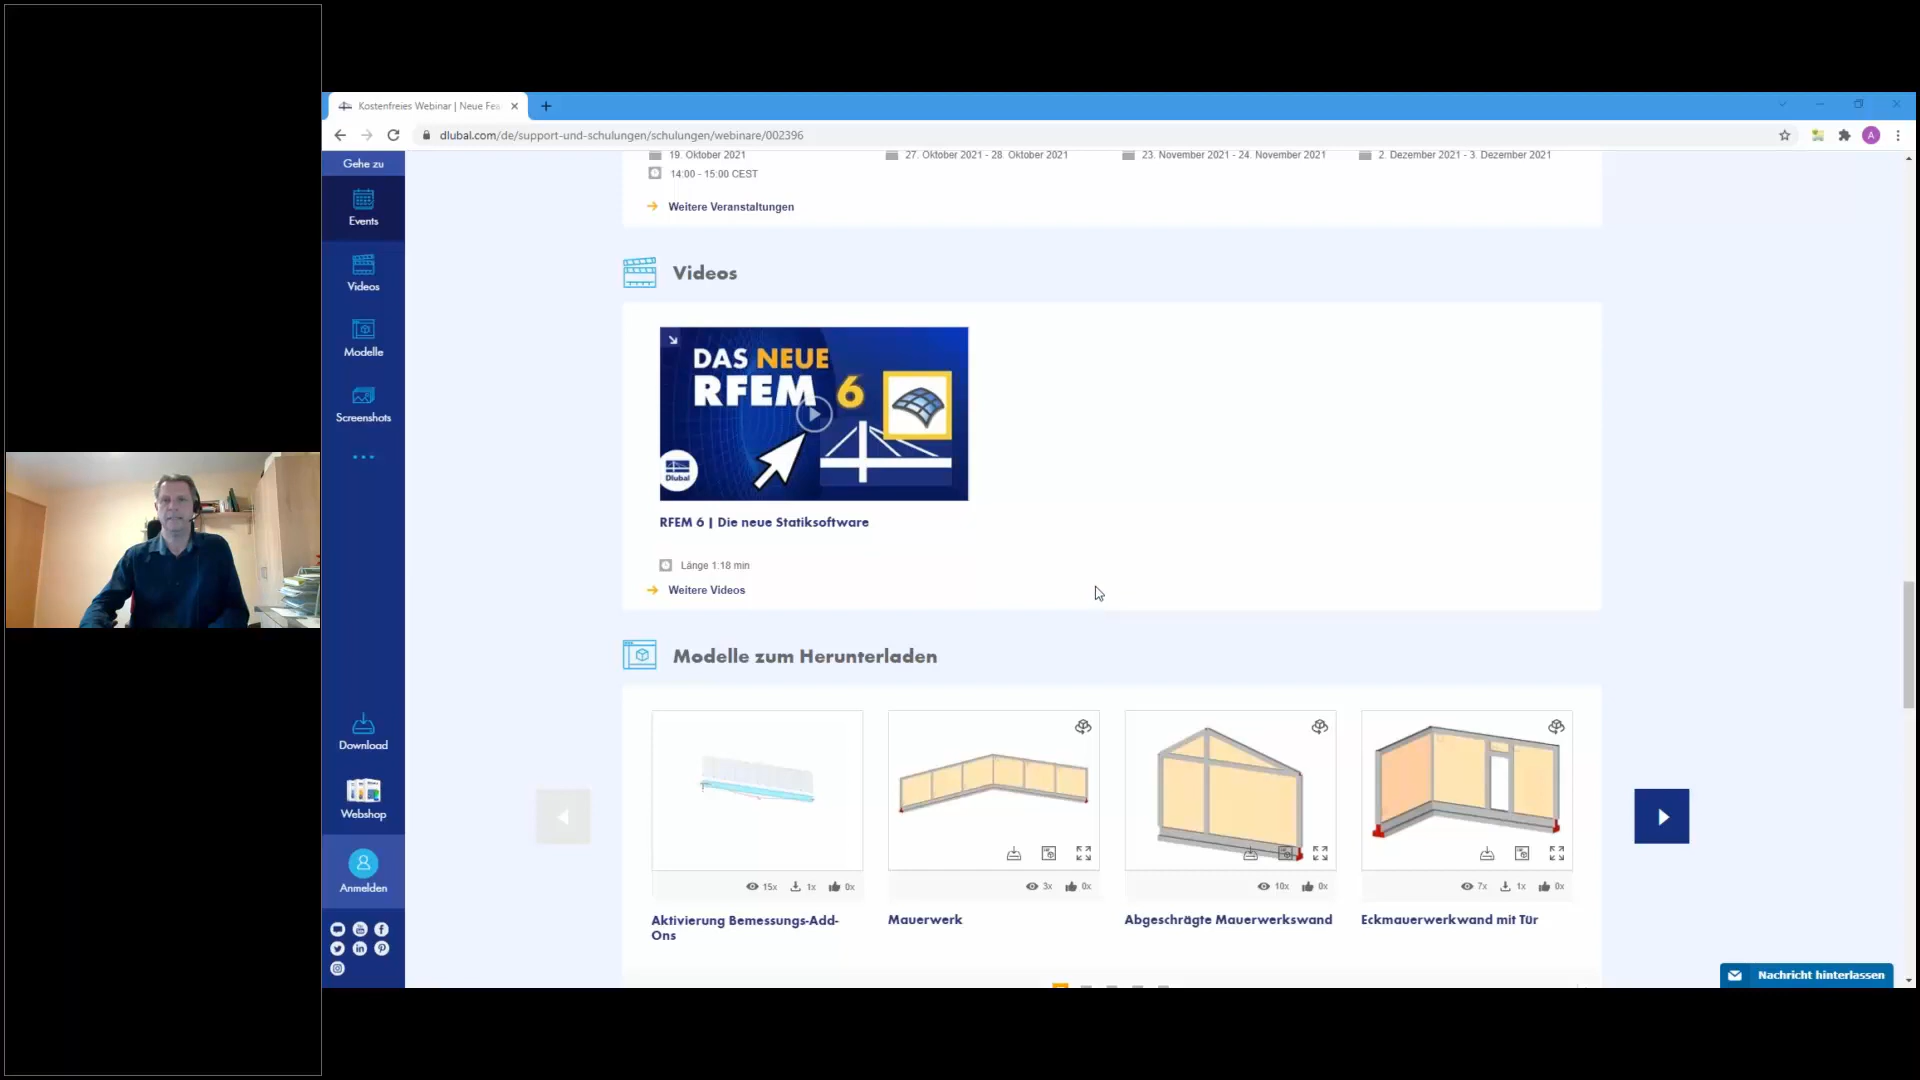 Kostenfreies Webinar | Neue Fea
dlubal.com/de/support-und-schulungen/schulungen/webinare/002396
A
Gehe zu
Events
Videos
Modelle
Screenshots
Download
Webshop
Anmelden
19. Oktober 2021
27. Oktober 2021 - 28. Oktober 2021
23. November 2021 - 24. November 2021
2. Dezember 2021 - 3. Dezember 2021
14:00 - 15:00 CEST
Weitere Veranstaltungen
Videos
DAS NEUE
RFEM 6
Dlubal
RFEM 6 | Die neue Statiksoftware
Länge 1:18 min
Weitere Videos
Modelle zum Herunterladen
15x 1x 0x
3x 0x
10x 0x
7x 1x 0x
Aktivierung Bemessungs-Add-
Ons
Mauerwerk
Abgeschrägte Mauerwerkswand
Eckmauerwerkwand mit Tür
Nachricht hinterlassen